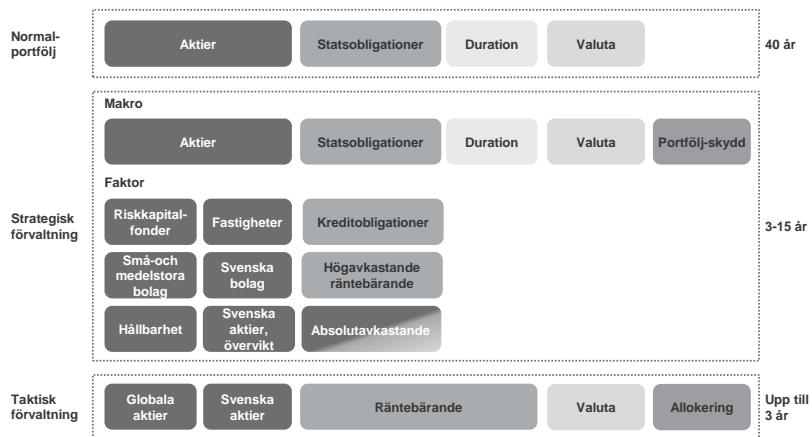 Normal-
portfölj
Aktier
Statsobligationer
Duration
Valuta
40 år
Makro
Aktier
Statsobligationer
Duration
Valuta
Portfölj-skydd
Faktor
Strategisk
förvaltning
Riskkapital-
fonder
Fastigheter
Kreditobligationer
3-15 år
Små-och
medelstora
bolag
Svenska
bolag
Högavkastande
räntebärande
Hållbarhet
Svenska
aktier,
övervikt
Absolutavkastande
Taktisk
förvaltning
Globala
aktier
Svenska
aktier
Räntebärande
Valuta
Allokering
Upp till
3 år